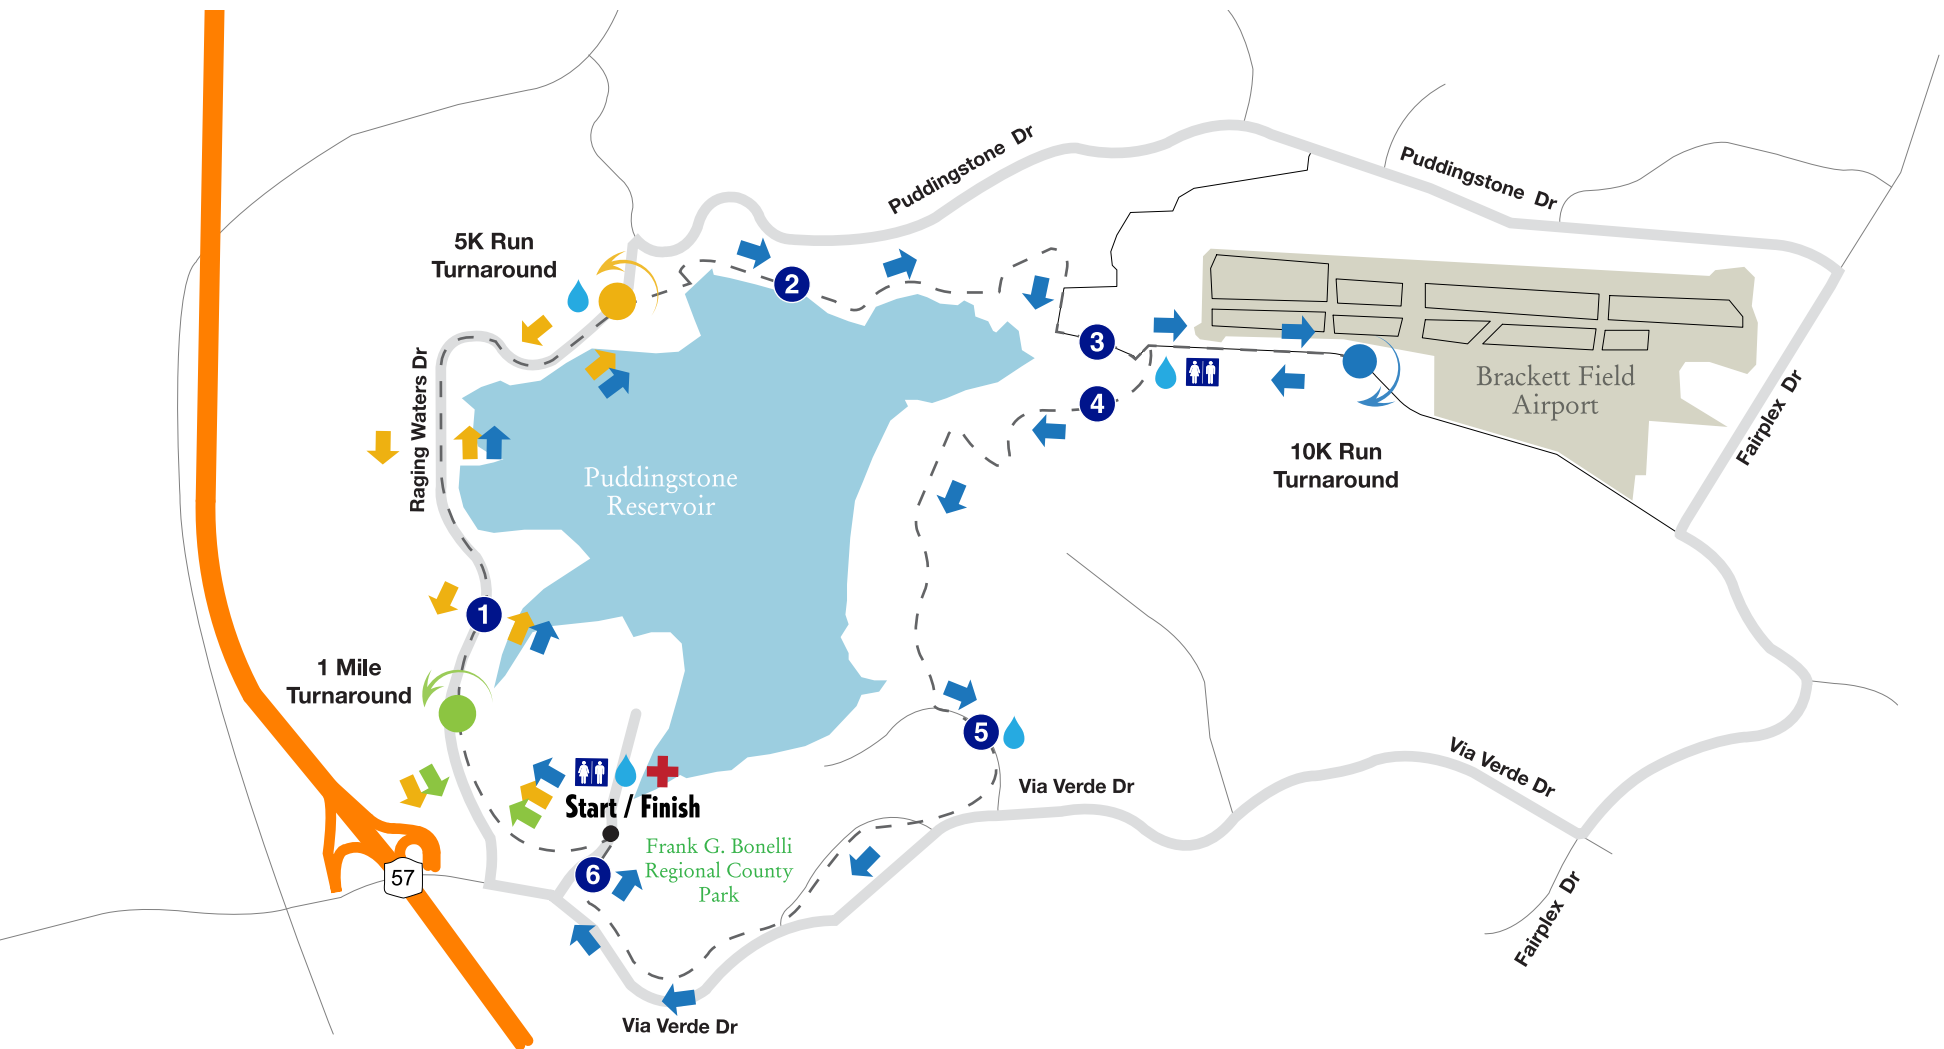 Puddingstone Dr
Puddingstone Dr
5K Run
Turnaround
2
3
Brackett Field
Airport
4
Raging Waters Dr
Fairplex Dr
10K Run
Turnaround
Puddingstone
Reservoir
1
1 Mile
Turnaround
5
Via Verde Dr
Via Verde Dr
Start / Finish
Frank G. Bonelli
Regional County
Park
6
57
Fairplex Dr
Via Verde Dr